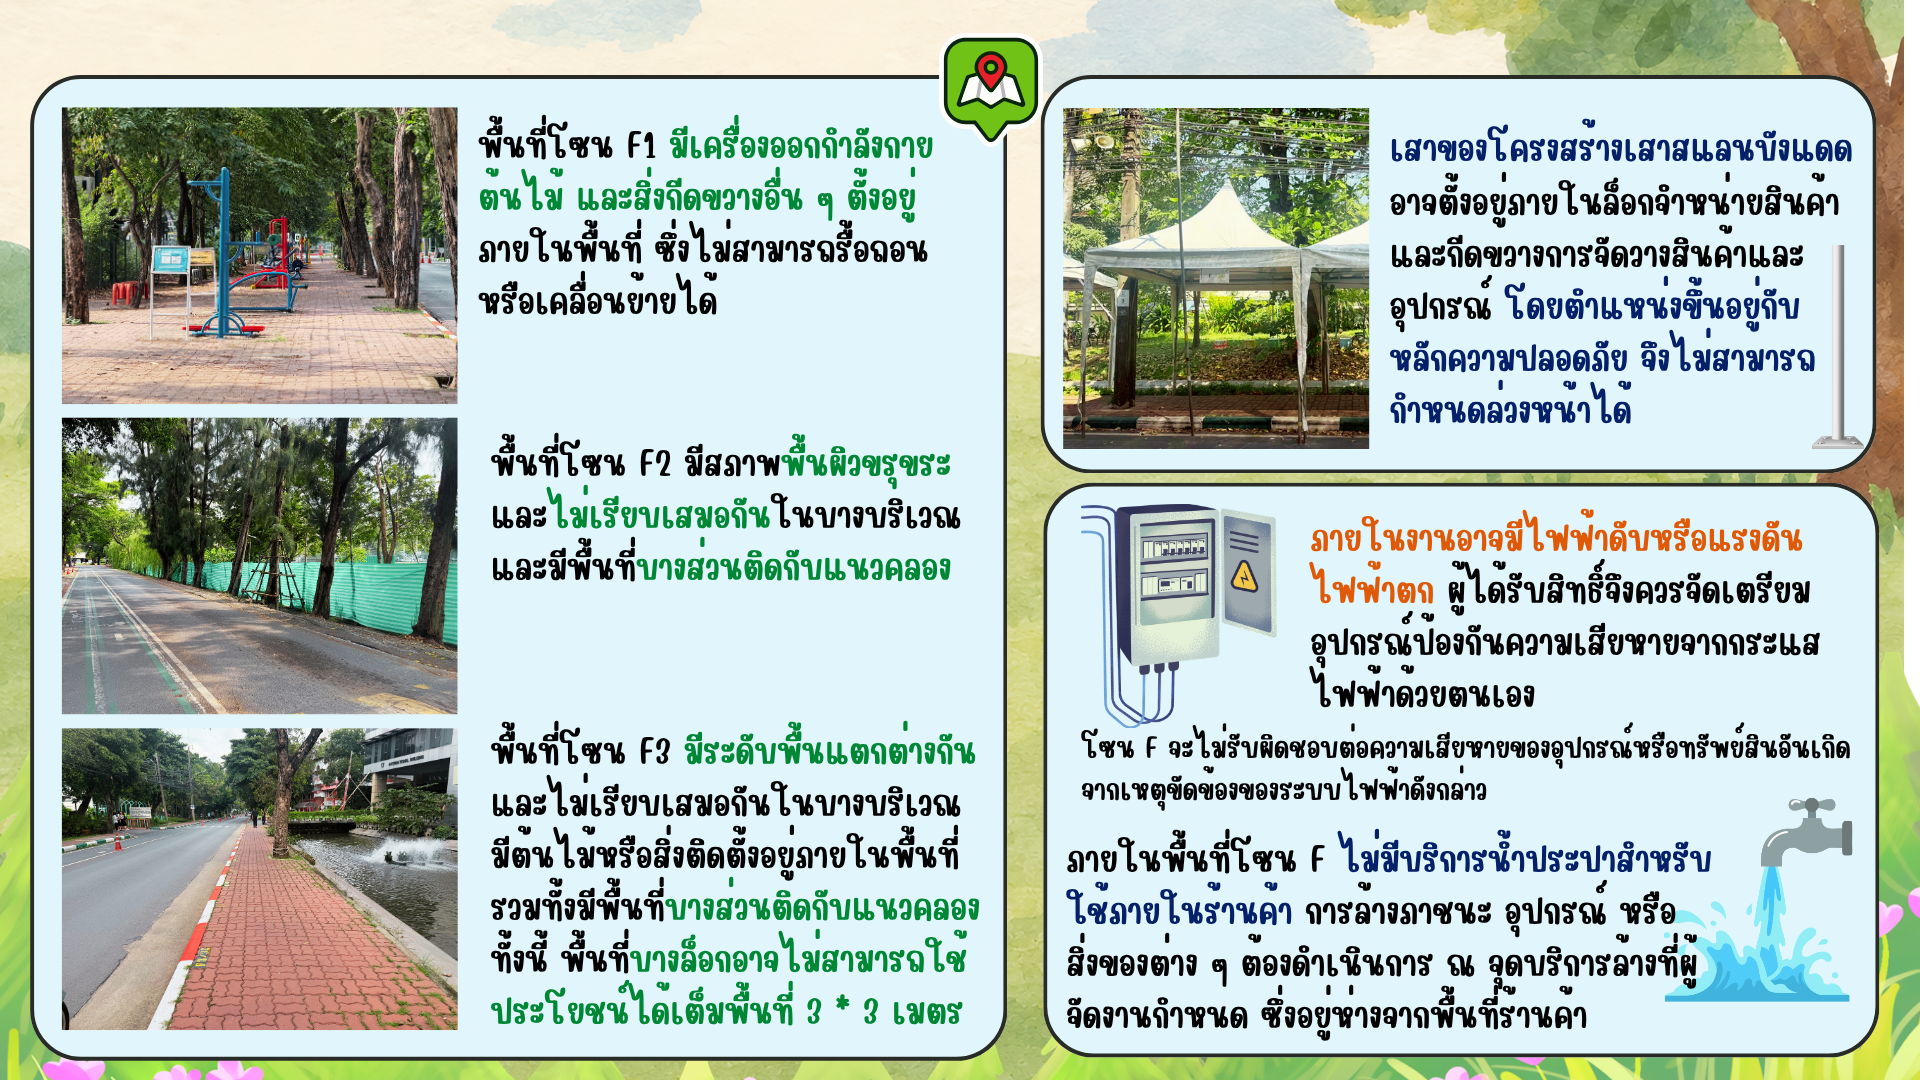 พื้นที่โซน F1 มีเครื่องออกกำลังกาย
ต้นไม้ และสิ่งกีดขวางอื่น ๆ ตั้งอยู่
ภายในพื้นที่ ซึ่งไม่สามารถรื้อถอน
หรือเคลื่อนย้ายได้
พื้นที่โซน F2 มีสภาพพื้นผิวขรุขระ
และไม่เรียบเสมอกันในบางบริเวณ
และมีพื้นที่บางส่วนติดกับแนวคลอง
พื้นที่โซน F3 มีระดับพื้นแตกต่างกัน
และไม่เรียบเสมอกันในบางบริเวณ
มีต้นไม้หรือสิ่งติดตั้งอยู่ภายในพื้นที่
รวมทั้งมีพื้นที่บางส่วนติดกับแนวคลอง
ทั้งนี้ พื้นที่บางล็อกอาจไม่สามารถใช้
ประโยชน์ได้เต็มพื้นที่ 3 * 3 เมตร
เสาของโครงสร้างเสาสแลนบังแดด
อาจตั้งอยู่ภายในล็อกจำหน่ายสินค้า
และกีดขวางการจัดวางสินค้าและ
อุปกรณ์ โดยตำแหน่งขึ้นอยู่กับ
หลักความปลอดภัย จึงไม่สามารถ
กำหนดล่วงหน้าได้
ภายในงานอาจมีไฟฟ้าดับหรือแรงดัน
ไฟฟ้าตก ผู้ได้รับสิทธิ์จึงควรจัดเตรียม
อุปกรณ์ป้องกันความเสียหายจากกระแส
ไฟฟ้าด้วยตนเอง
โซน F จะไม่รับผิดชอบต่อความเสียหายของอุปกรณ์หรือทรัพย์สินอันเกิด
จากเหตุขัดข้องของระบบไฟฟ้าดังกล่าว
ภายในพื้นที่โซน F ไม่มีบริการน้ำประปาสำหรับ
ใช้ภายในร้านค้า การล้างภาชนะ อุปกรณ์ หรือ
สิ่งของต่าง ๆ ต้องดำเนินการ ณ จุดบริการล้างที่ผู้
จัดงานกำหนด ซึ่งอยู่ห่างจากพื้นที่ร้านค้า